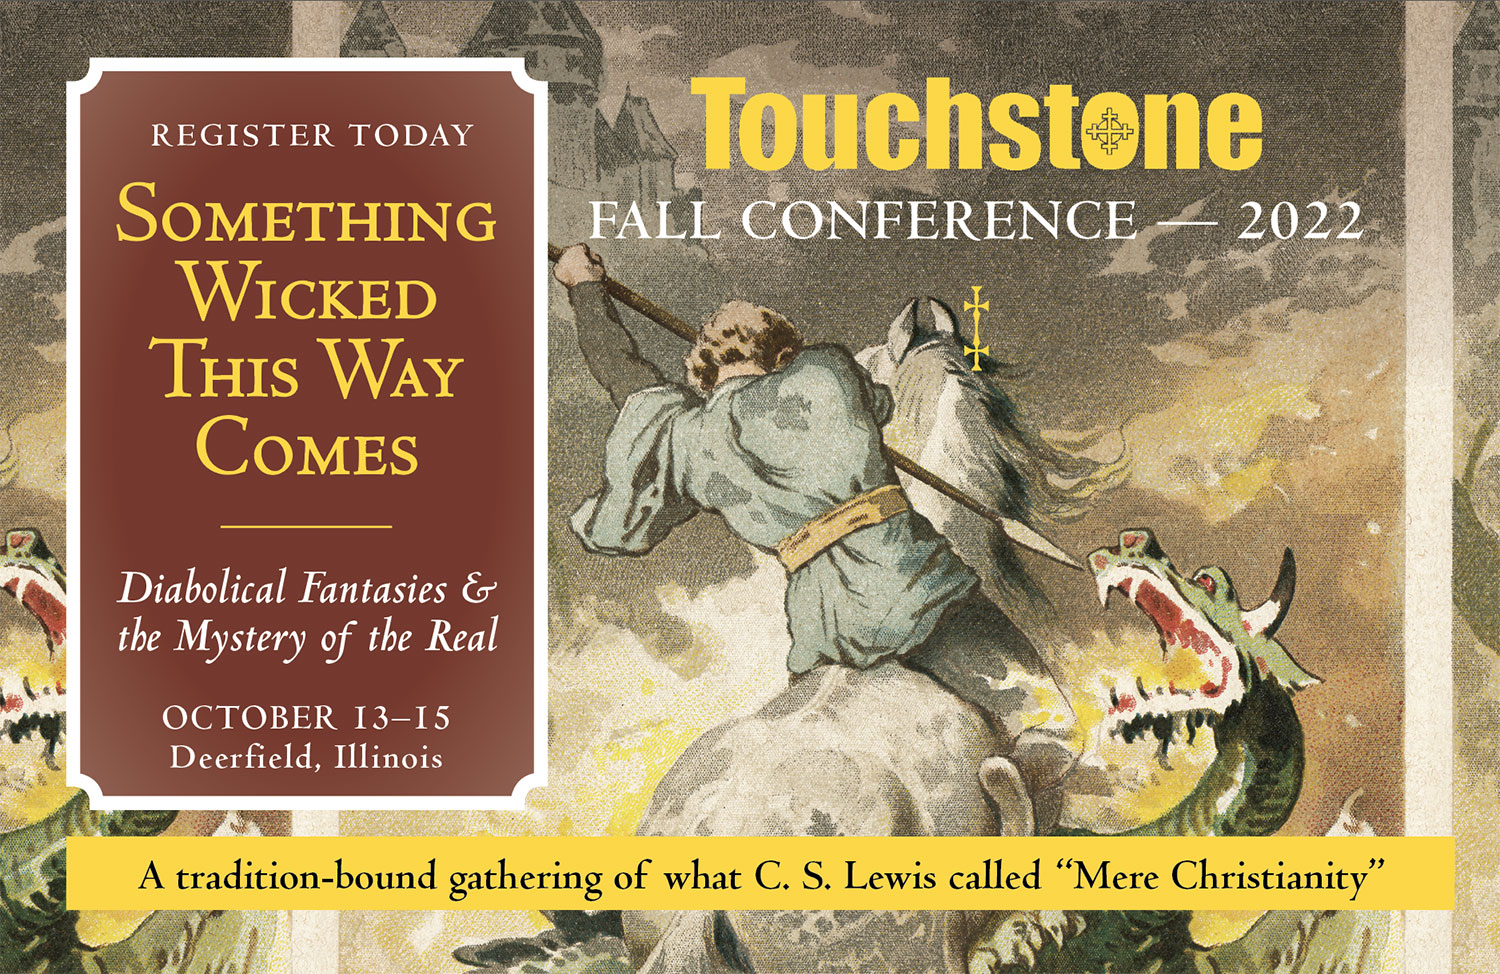 REGISTER TODAY
SOMETHING
WICKED
THIS WAY
COMES
Diabolical Fantasies &
the Mystery of the Real
OCTOBER 13–15
Deerfield, Illinois
Touchstone
FALL CONFERENCE — 2022
A tradition-bound gathering of what C. S. Lewis called “Mere Christianity”